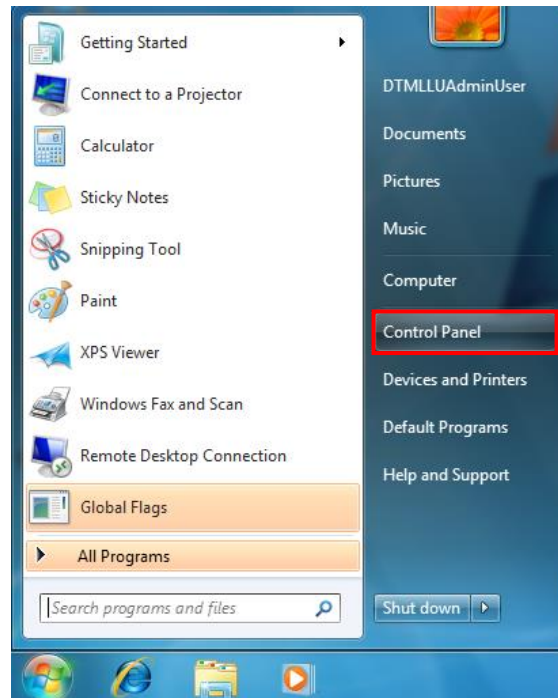 Getting Started
Connect to a Projector
Calculator
Sticky Notes
Snipping Tool
Paint
XPS Viewer
Windows Fax and Scan
Remote Desktop Connection
Global Flags
All Programs
Search programs and files
DTMLLUAdminUser
Documents
Pictures
Music
Computer
Control Panel
Devices and Printers
Default Programs
Help and Support
Shut down